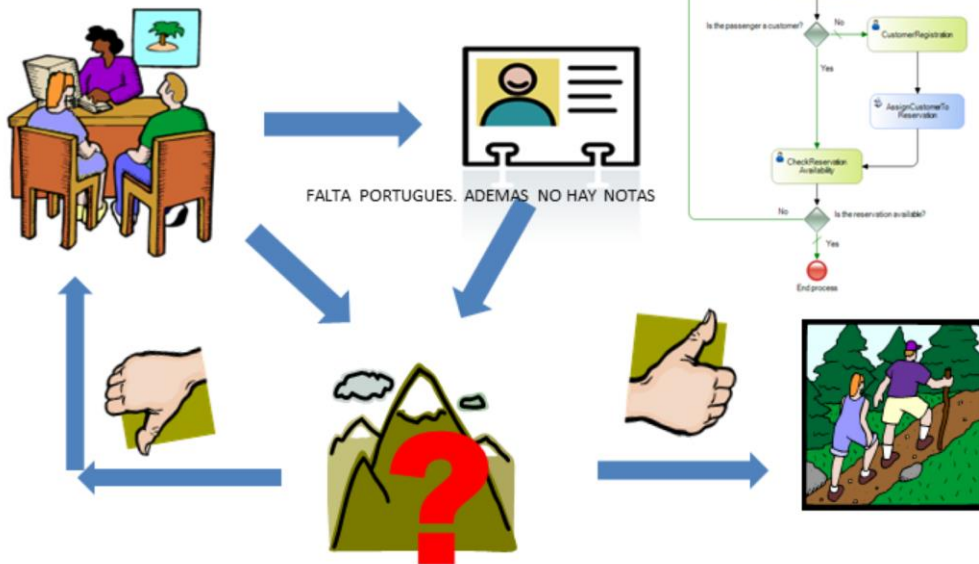 Is the passenger a customer?
No
CustomerRegistration
Yes
AssignCustomerTo
Reservation
CheckReservation
Availability
FALTA PORTUGUES. ADEMAS NO HAY NOTAS
No
Is the reservation available?
Yes
End process
?